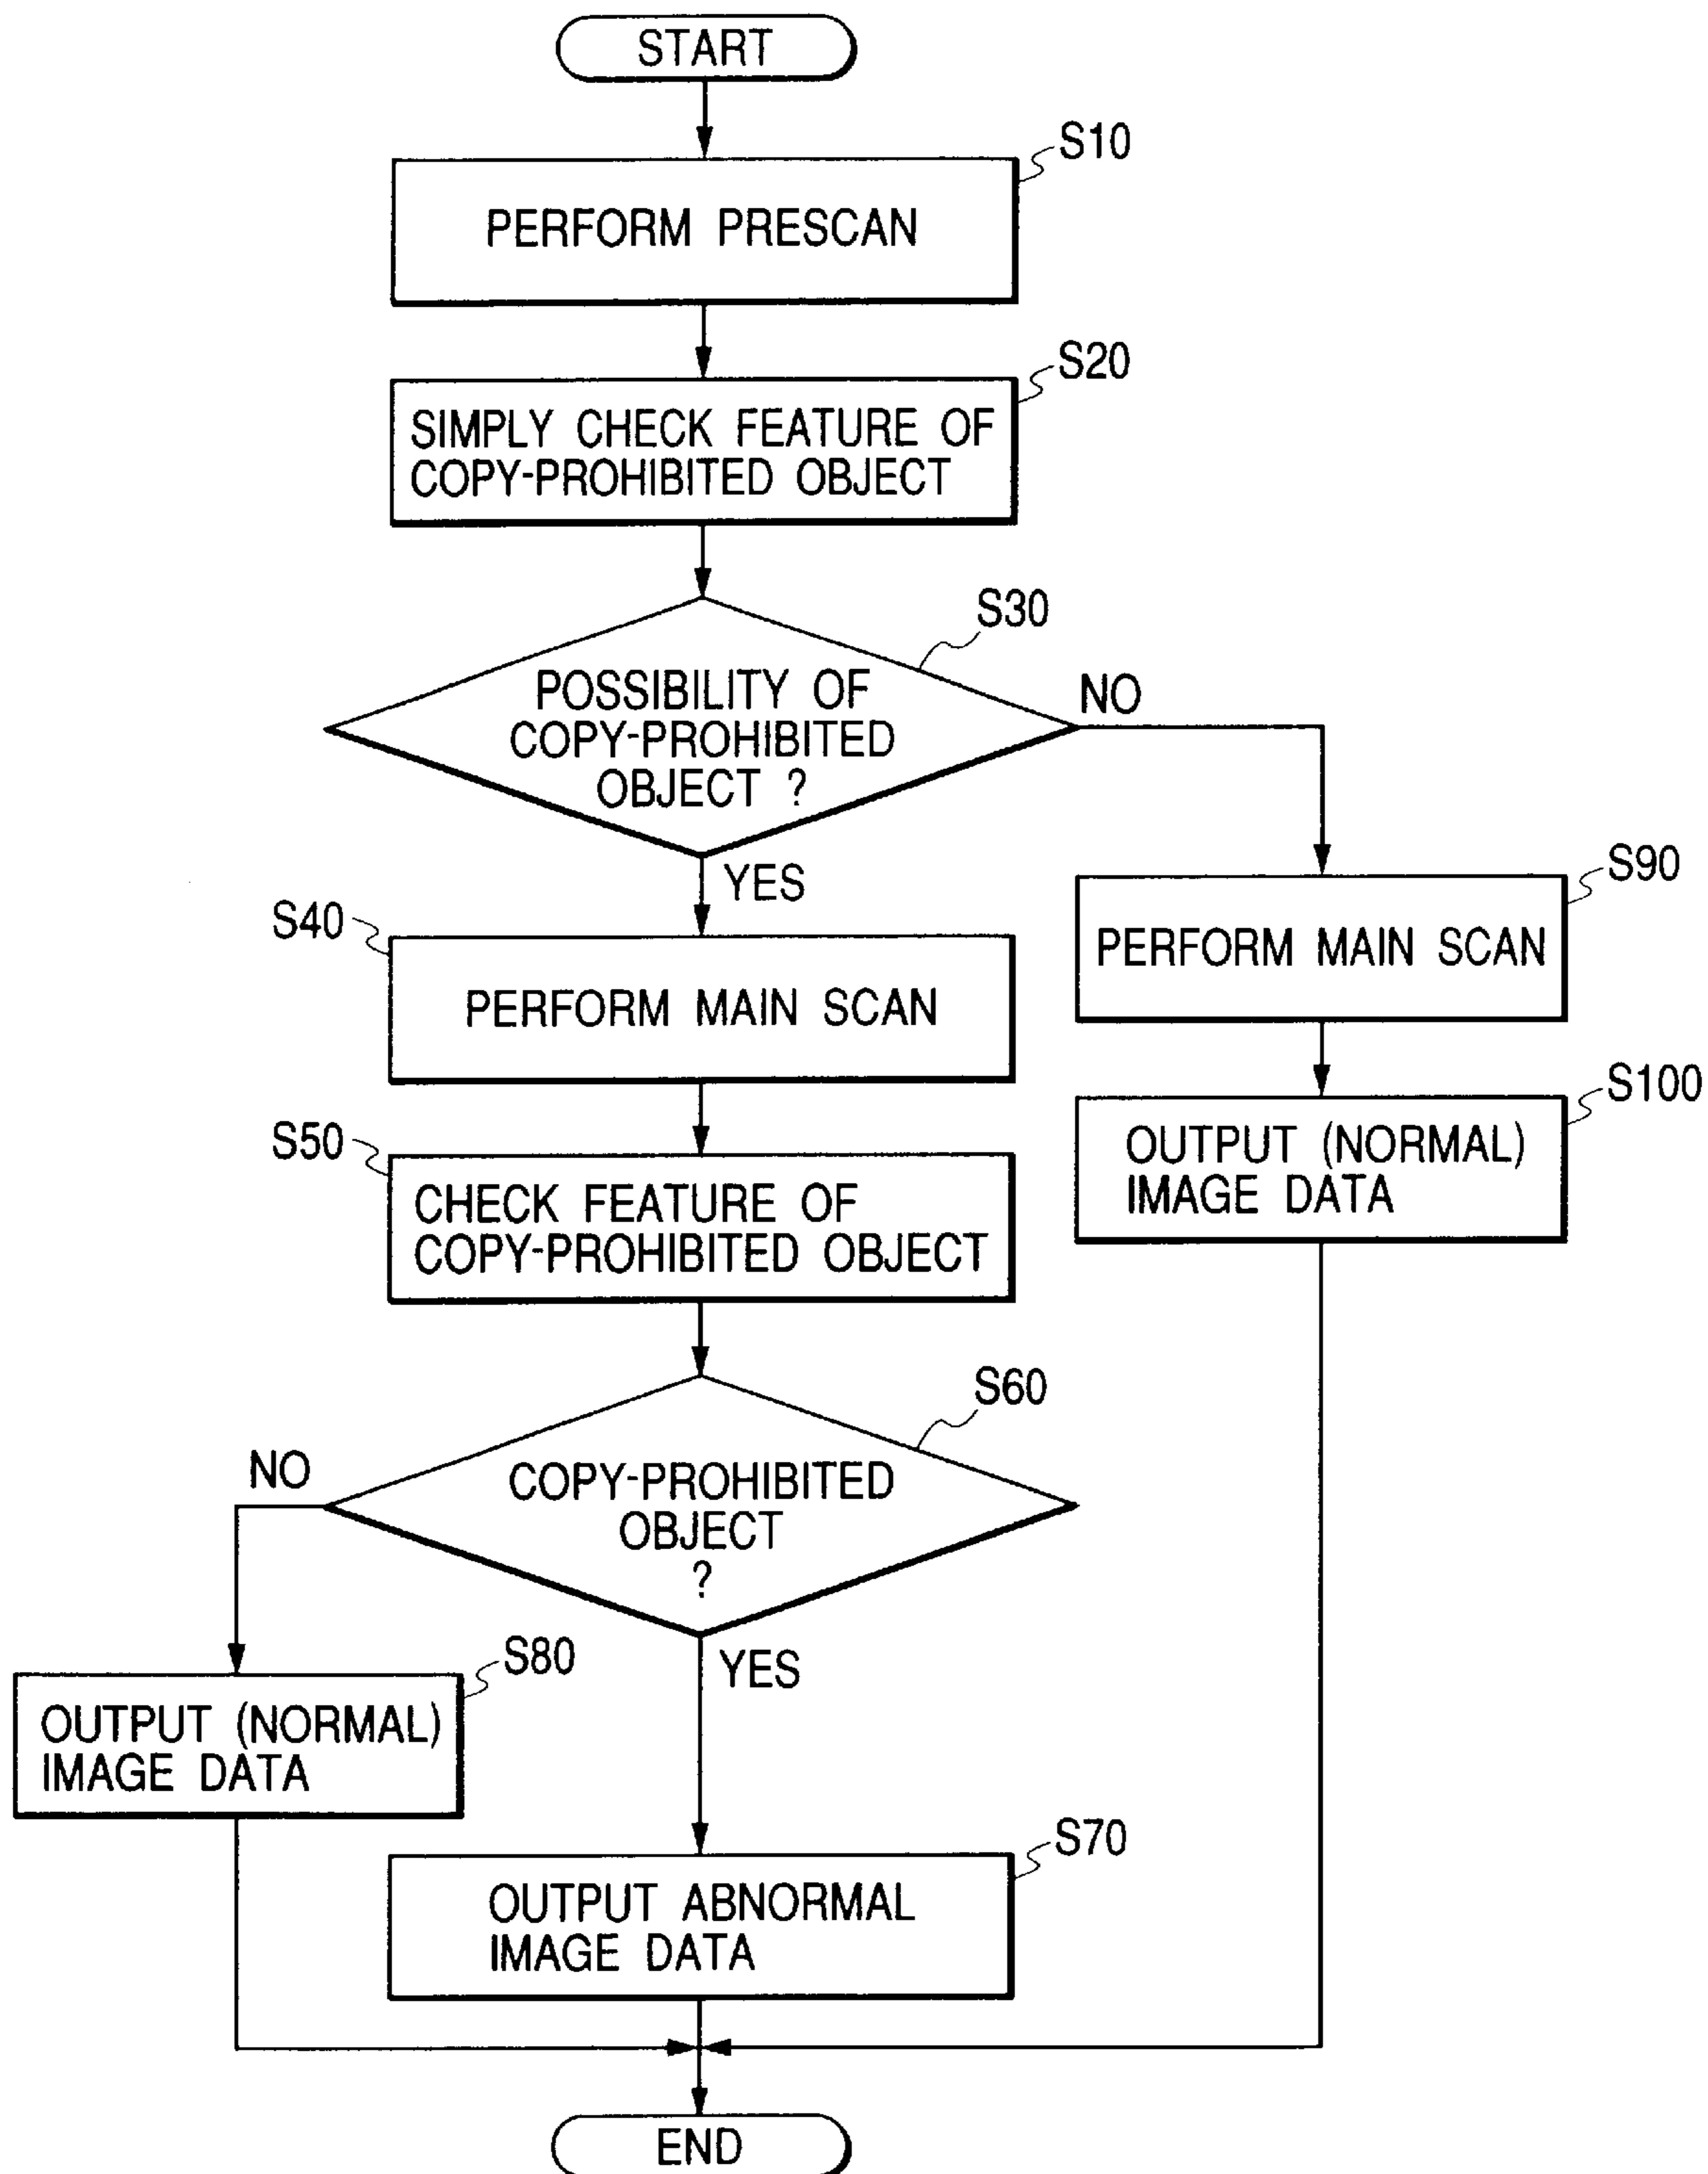 START
S10
PERFORM PRESCAN
S20
SIMPLY CHECK FEATURE OF
COPY-PROHIBITED OBJECT
S30
POSSIBILITY OF
COPY-PROHIBITED
OBJECT ?
NO
YES
S40
PERFORM MAIN SCAN
S90
PERFORM MAIN SCAN
S50
CHECK FEATURE OF
COPY-PROHIBITED OBJECT
S100
OUTPUT (NORMAL)
IMAGE DATA
S60
COPY-PROHIBITED
OBJECT
?
NO
YES
S80
OUTPUT (NORMAL)
IMAGE DATA
S70
OUTPUT ABNORMAL
IMAGE DATA
END